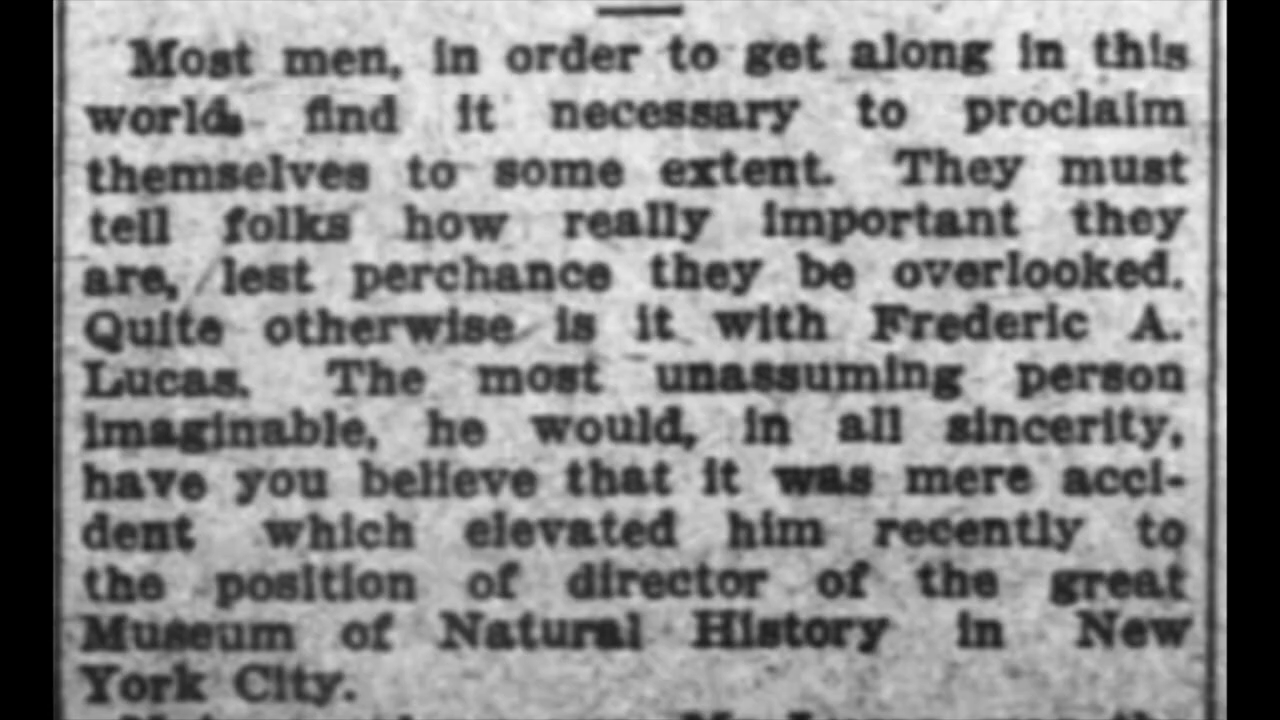 Most men, in order to get along in this
world, find it necessary to proclaim
themselves to some extent. They must
tell folks how really important they
are, lest perchance they be overlooked.
Quite otherwise is it with Frederic A.
Lucas. The most unassuming person
imaginable, he would, in all sincerity,
have you believe that it was mere acci-
dent which elevated him recently to
the position of director of the great
Museum of Natural History in New
York City.